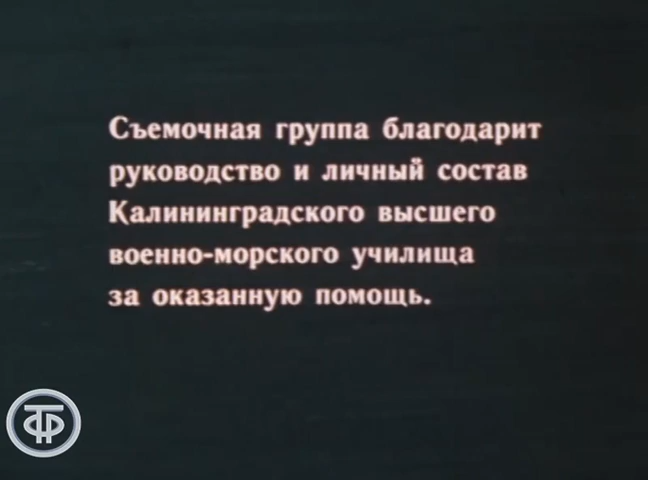 Съемочная группа благодарит
руководство и личный состав
Калининградского высшего
военно-морского училища
за оказанную помощь.